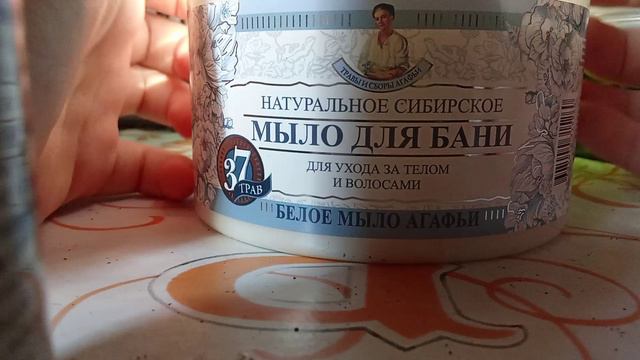 ТРАВЫ И СБОРЫ АГАФЬИ
НАТУРАЛЬНОЕ СИБИРСКОЕ
МЫЛО ДЛЯ БАНИ
ДЛЯ УХОДА ЗА ТЕЛОМ
И ВОЛОСАМИ
37
ТРАВ
БЕЛОЕ МЫЛО АГАФЬИ